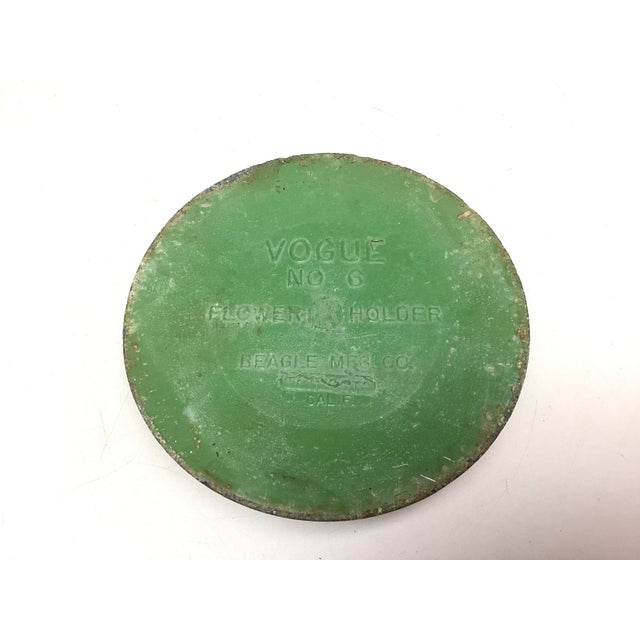 VOGUE
NO 6
FLOWER HOLDER
BEAGLE MFG. CO.
CALIF.